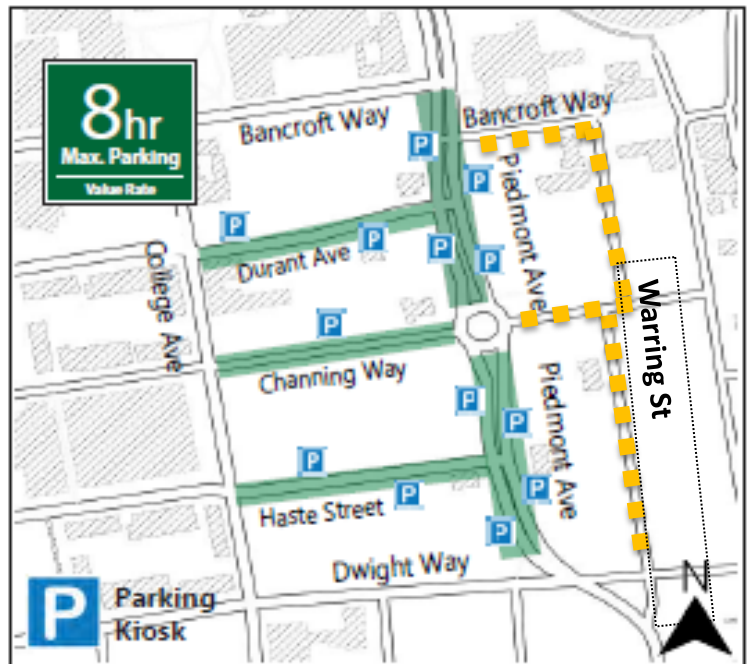 8hr
Max. Parking
Value Rate
Bancroft Way
Bancroft Way
P
P
Piedmont Ave
P
P
Durant Ave
P
P
College Ave
Warring St
P
Channing Way
P
P
Piedmont Ave
P
P
Haste Street
P
P
Dwight Way
N
P
Parking
Kiosk